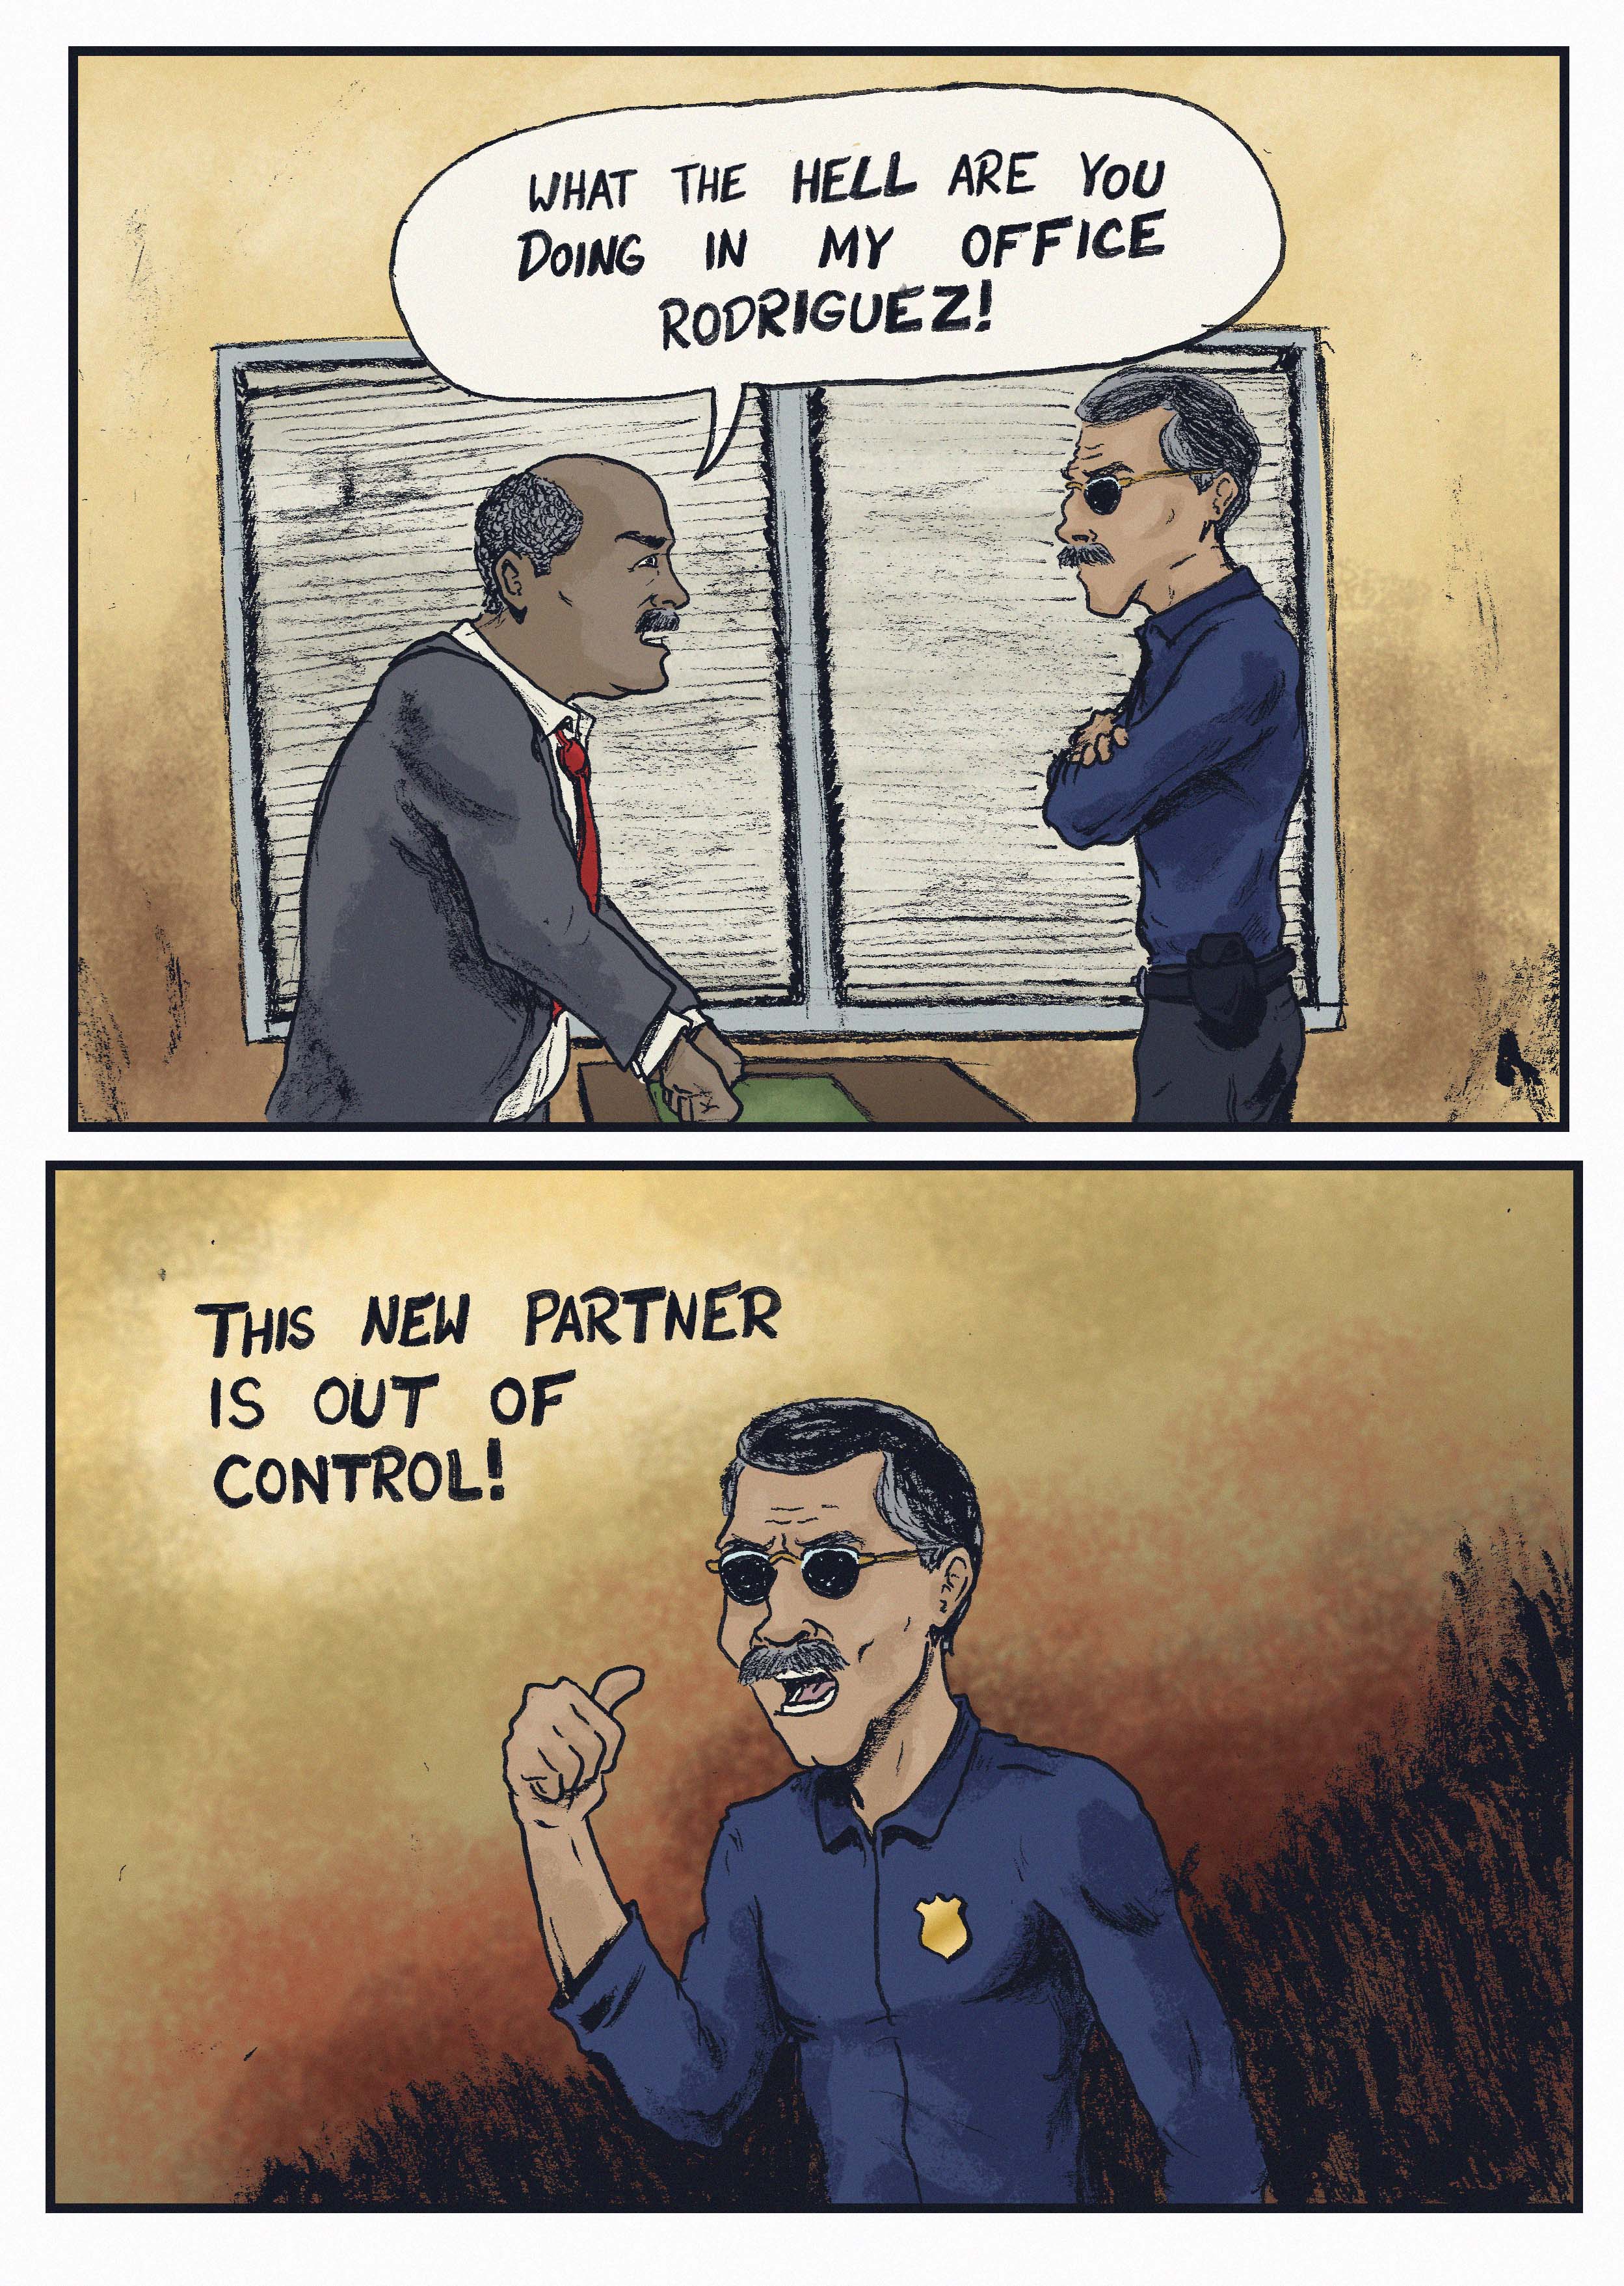 WHAT THE HELL ARE YOU
DOING IN MY OFFICE
RODRIGUEZ!
THIS NEW PARTNER
IS OUT OF
CONTROL!